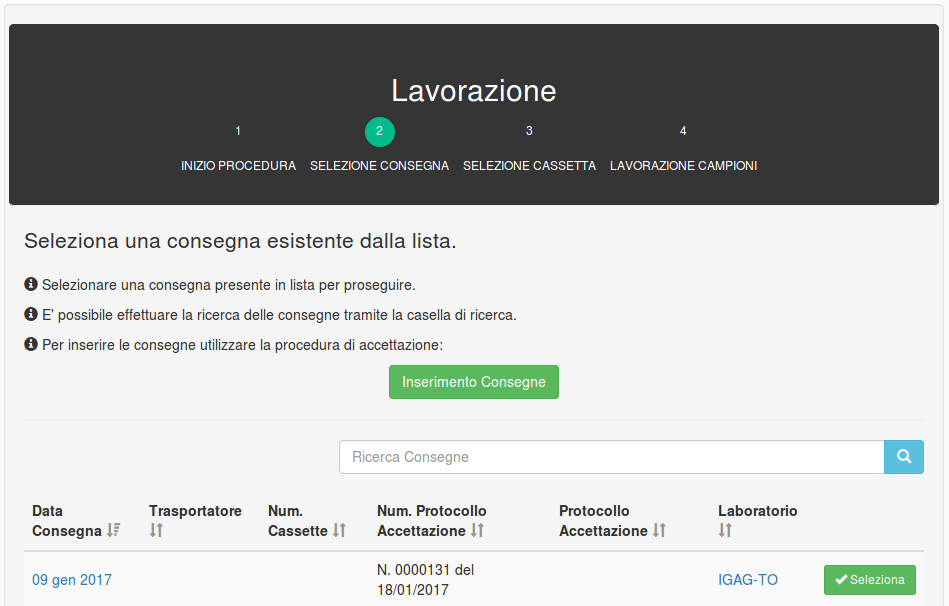 Lavorazione
1 2 3 4
INIZIO PROCEDURA SELEZIONE CONSEGNA SELEZIONE CASSETTA LAVORAZIONE CAMPIONI
Seleziona una consegna esistente dalla lista.
Selezionare una consegna presente in lista per proseguire.
E' possibile effettuare la ricerca delle consegne tramite la casella di ricerca.
Per inserire le consegne utilizzare la procedura di accettazione:
Inserimento Consegne
Ricerca Consegne
Data Trasportatore Num. Num. Protocollo Protocollo Laboratorio
Consegna Cassette Accettazione Accettazione
N. 0000131 del
09 gen 2017 IGAG-TO Seleziona
18/01/2017